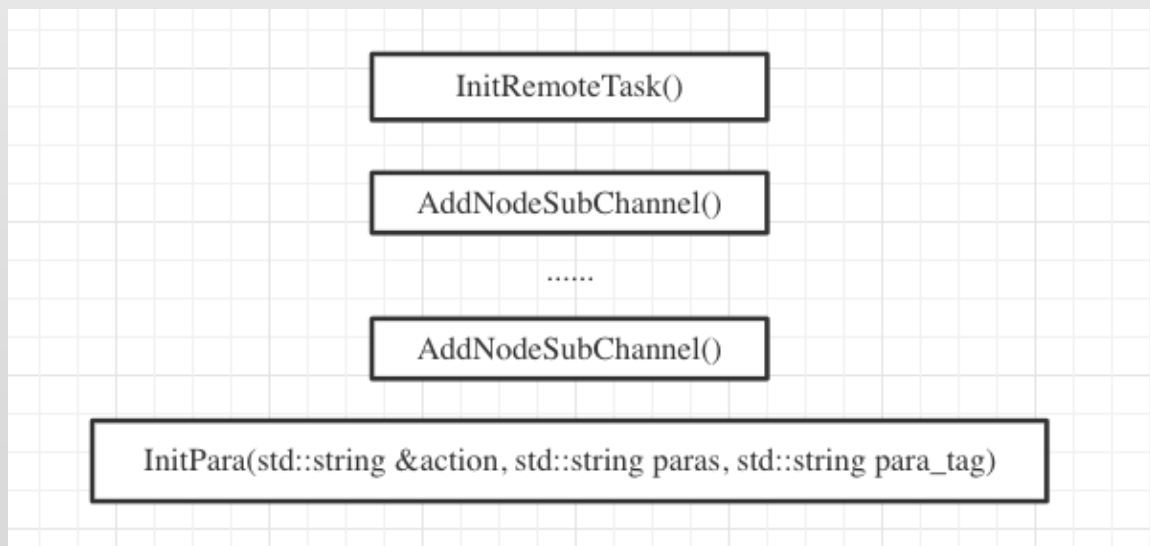 InitRemoteTask()
AddNodeSubChannel()
......
AddNodeSubChannel()
InitPara(std::string &action, std::string paras, std::string para_tag)